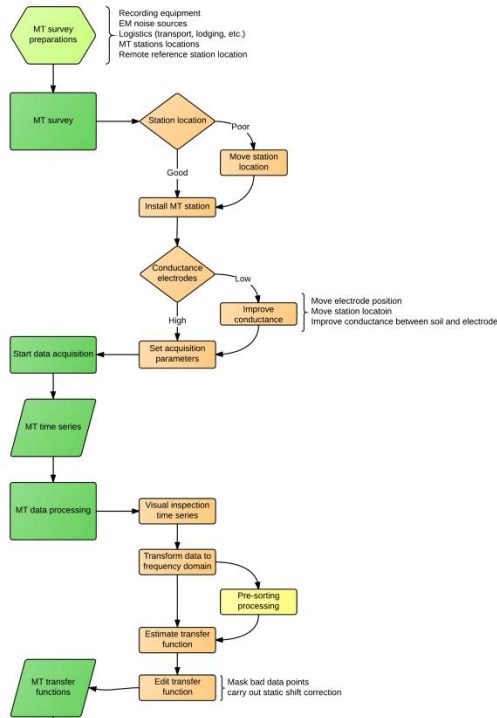 MT survey
preparations
Recording equipment
EM noise sources
Logistics (transport, lodging, etc.)
MT stations locations
Remote reference station location
MT survey
Station location
Poor
Move station
location
Good
Install MT station
Conductance
electrodes
Low
Improve
conductance
Move electrode position
Move station locatoin
Improve conductance between soil and electrode
High
Start data acquisition
Set acquisition
parameters
MT time series
MT data processing
Visual inspection
time series
Transform data to
frequency domain
Pre-sorting
processing
Estimate transfer
function
MT transfer
functions
Edit transfer
function
Mask bad data points
carry out static shift correction